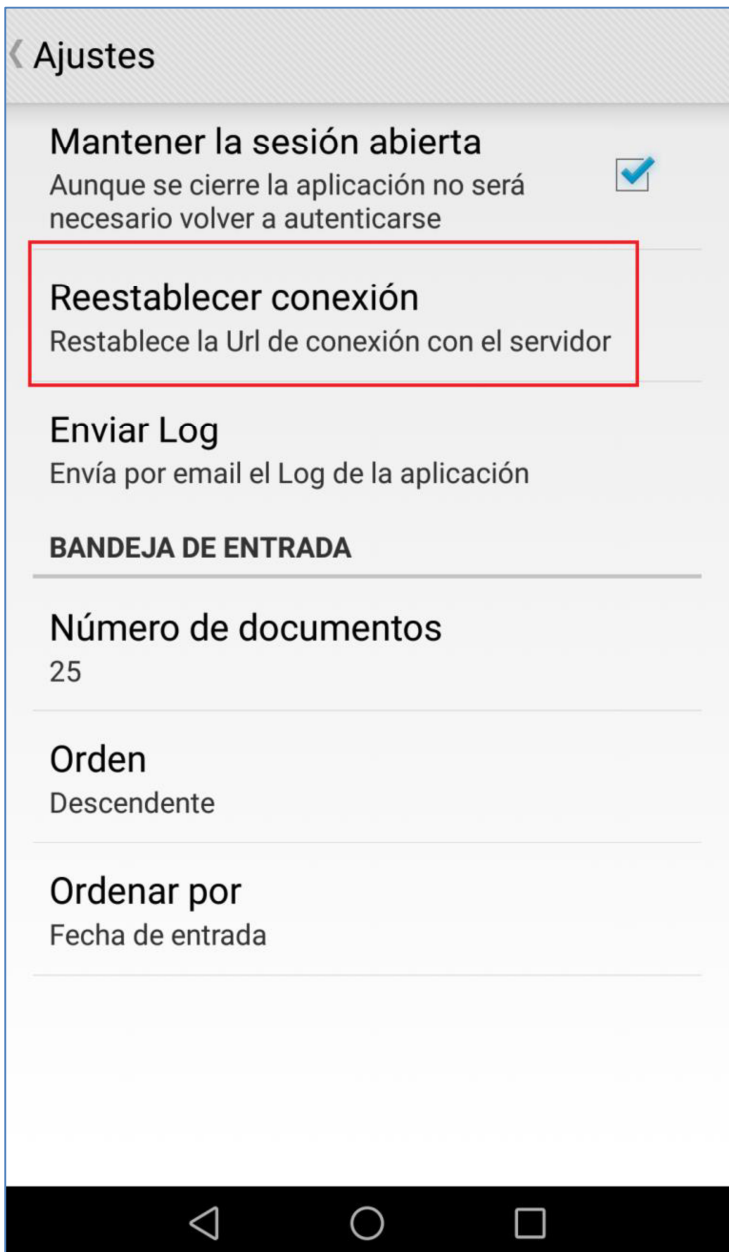 Ajustes
Mantener la sesión abierta
Aunque se cierre la aplicación no será
necesario volver a autenticarse
Reestablecer conexión
Restablece la Url de conexión con el servidor
Enviar Log
Envía por email el Log de la aplicación
BANDEJA DE ENTRADA
Número de documentos
25
Orden
Descendente
Ordenar por
Fecha de entrada